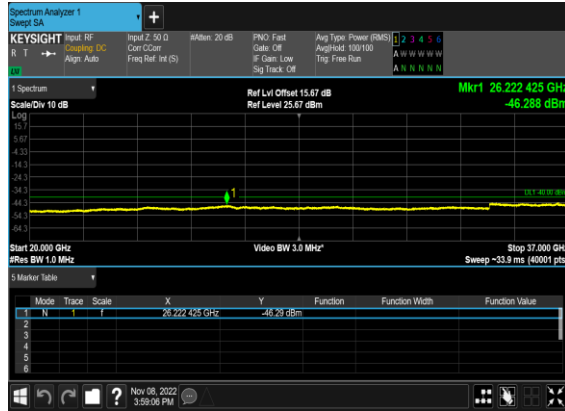 Spectrum Analyzer 1
Swept SA
+
KEYSIGHT Input: RF Input Z: 50 Ω #Atten: 20 dB PNO: Fast Avg Type: Power (RMS) 1 2 3 4 5 6
R T Coupling: DC Corr CCorr Gate: Off Avg|Hold: 100/100 A W W W W W
Align: Auto Freq Ref: Int (S) IF Gain: Low Trig: Free Run
Sig Track: Off A N N N N N
1 Spectrum Ref Lvl Offset 15.67 dB Mkr1 26.222 425 GHz
Scale/Div 10 dB Ref Level 25.67 dBm -46.288 dBm
Log
15.7
5.67
-4.33
-14.3
-24.3
-34.3
1
DL1 -40.00 dBm
-44.3
-54.3
-64.3
Start 20.000 GHz Video BW 3.0 MHz* Stop 37.000 GHz
#Res BW 1.0 MHz Sweep ~33.9 ms (40001 pts)
5 Marker Table
Mode Trace Scale X Y Function Function Width Function Value
1 N 1 f 26.222 425 GHz -46.29 dBm
2
3
4
5
6
? Nov 08, 2022
3:59:06 PM